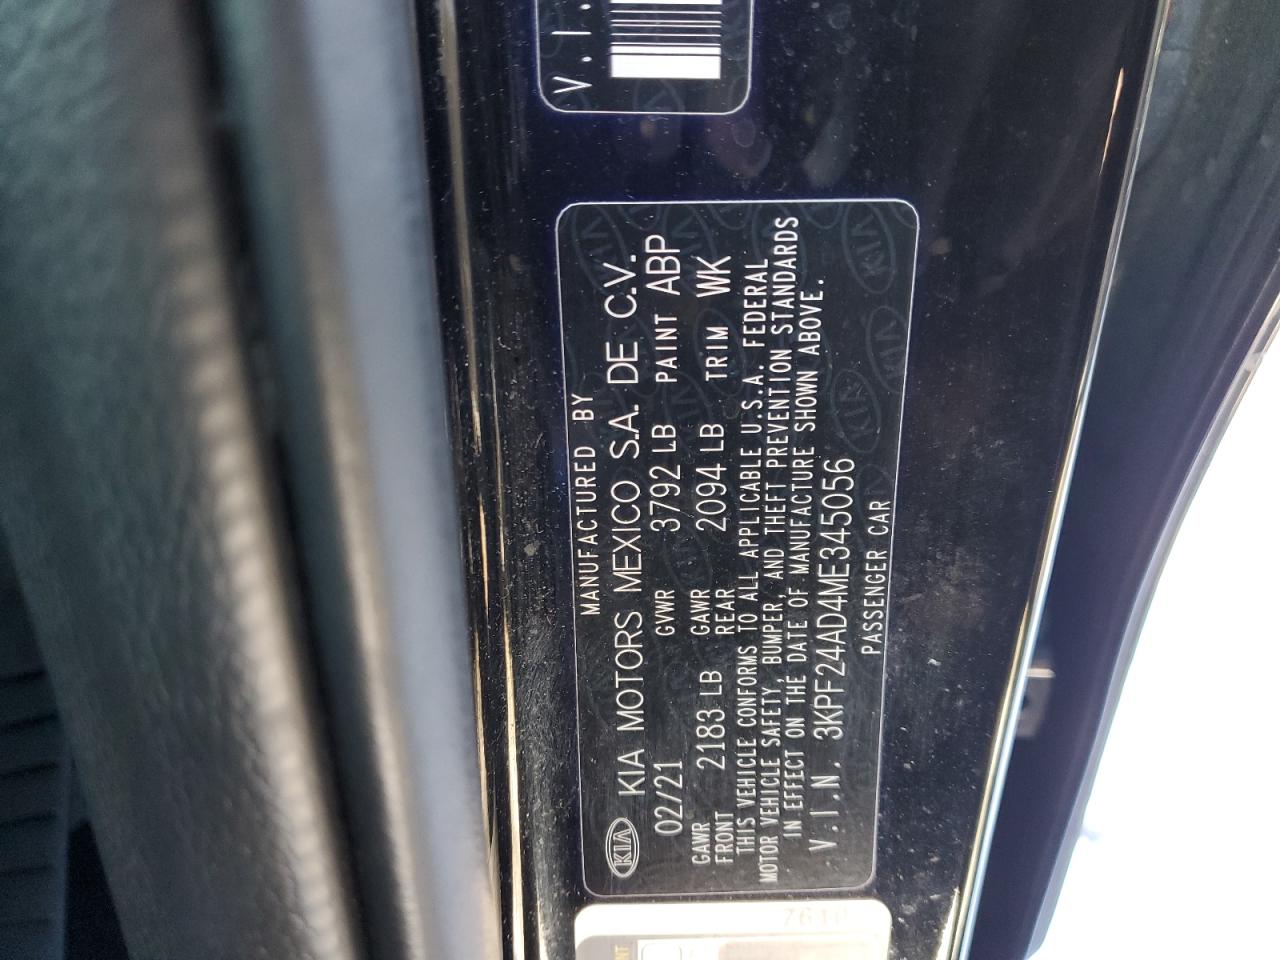 V.I.
MANUFACTURED BY
KIA KIA MOTORS MEXICO S.A. DE C.V.
02/21 GVWR 3792 LB PAINT ABP
GAWR FRONT 2183 LB GAWR REAR 2094 LB TRIM WK
THIS VEHICLE CONFORMS TO ALL APPLICABLE U.S.A. FEDERAL
MOTOR VEHICLE SAFETY, BUMPER, AND THEFT PREVENTION STANDARDS
IN EFFECT ON THE DATE OF MANUFACTURE SHOWN ABOVE.
V.I.N. 3KPF24AD4ME345056
PASSENGER CAR